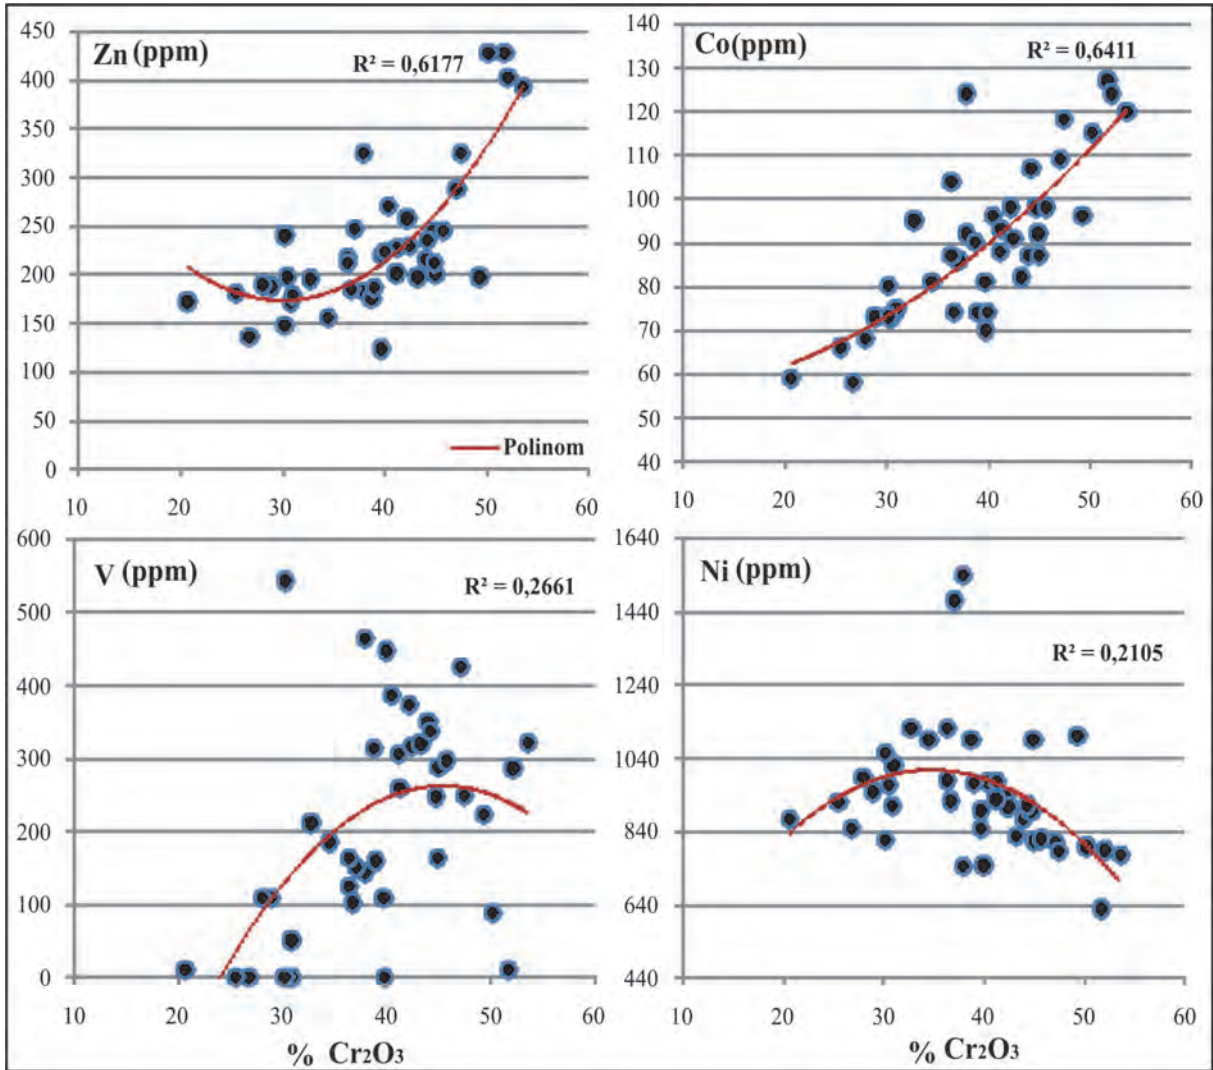 Zn (ppm)
R² = 0,6177
450
400
350
300
250
200
150
100
50
0
Polinom
10 20 30 40 50 60
Co(ppm)
R² = 0,6411
140
130
120
110
100
90
80
70
60
50
40
10 20 30 40 50 60
V (ppm)
R² = 0,2661
600
500
400
300
200
100
0
10 20 30 40 50 60
% Cr₂O₃
Ni (ppm)
R² = 0,2105
1640
1440
1240
1040
840
640
440
10 20 30 40 50 60
% Cr₂O₃